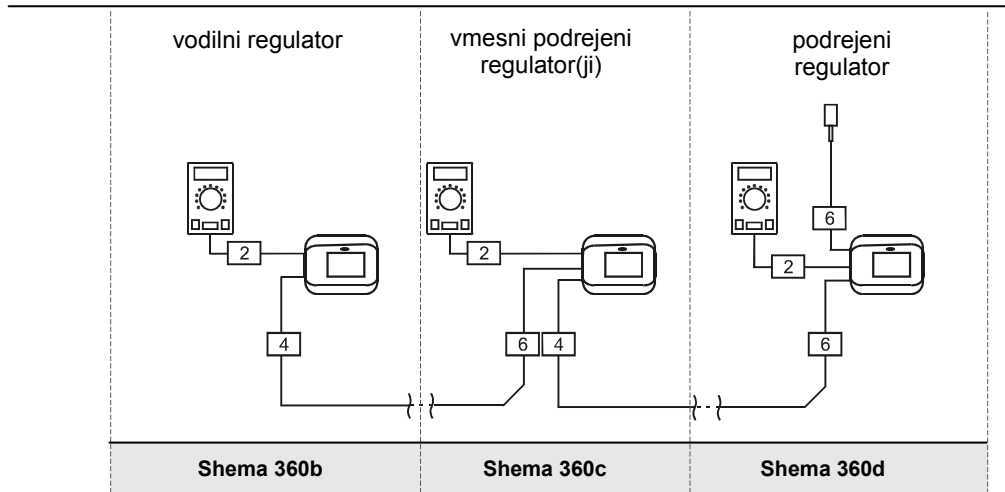 vodilni regulator
vmesni podrejeni
regulator(ji)
podrejeni
regulator
6
2
2
2
4
6
4
6
Shema 360b
Shema 360c
Shema 360d